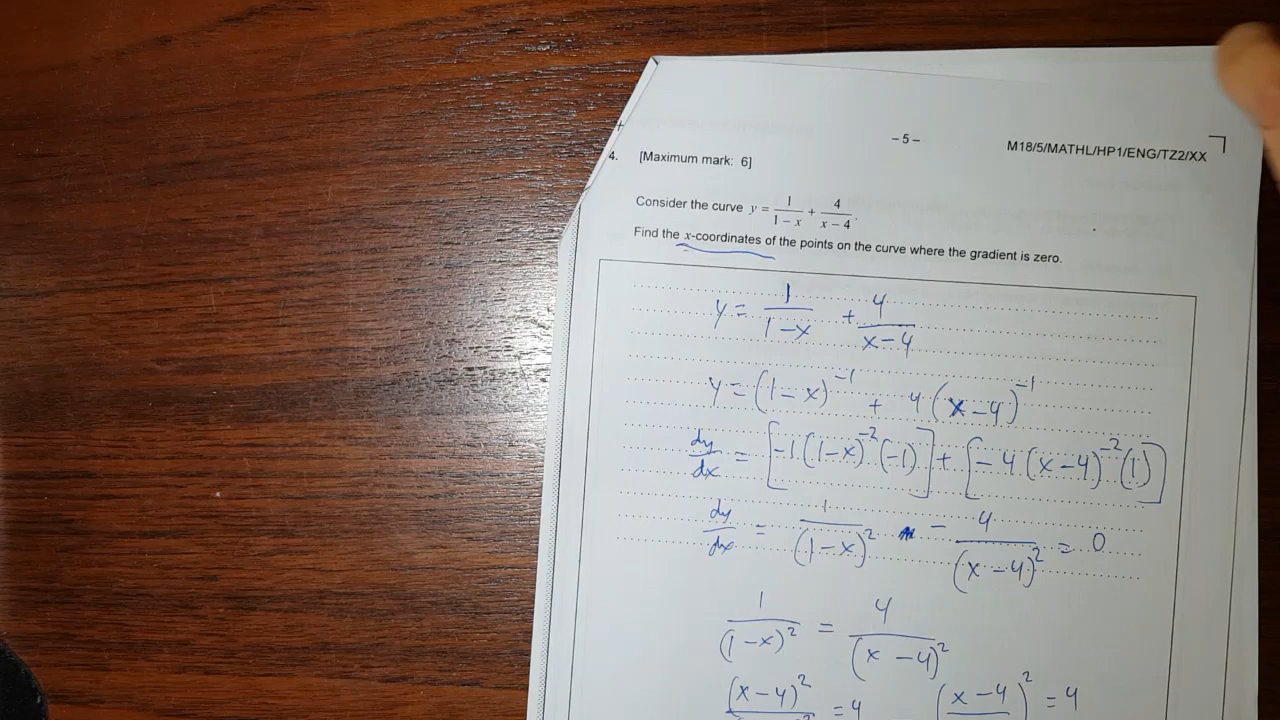 – 5 –
M18/5/MATHL/HP1/ENG/TZ2/XX
4. [Maximum mark: 6]
Consider the curve y = 1/(1 – x) + 4/(x – 4).
Find the x-coordinates of the points on the curve where the gradient is zero.
y = 1/(1-x) + 4/(x-4)
y = (1-x)^-1 + 4(x-4)^-1
dy/dx = [-1(1-x)^-2(-1)] + [-4(x-4)^-2(1)]
dy/dx = 1/(1-x)^2 - 4/(x-4)^2 = 0
1/(1-x)^2 = 4/(x-4)^2
(x-4)^2 = 4 (x-4)^2 = 4